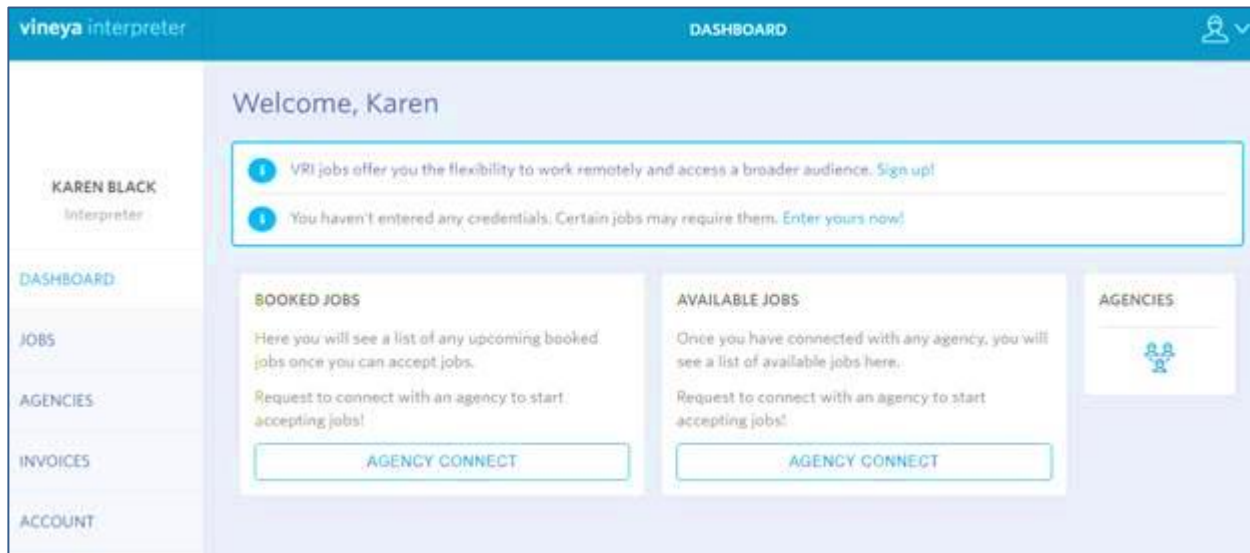 vineya interpreter
DASHBOARD
Welcome, Karen
VRI jobs offer you the flexibility to work remotely and access a broader audience. Sign up!
You haven't entered any credentials. Certain jobs may require them. Enter yours now!
KAREN BLACK
Interpreter
DASHBOARD
JOBS
AGENCIES
INVOICES
ACCOUNT
BOOKED JOBS
Here you will see a list of any upcoming booked
jobs once you can accept jobs.
Request to connect with an agency to start
accepting jobs!
AGENCY CONNECT
AVAILABLE JOBS
Once you have connected with any agency, you will
see a list of available jobs here.
Request to connect with an agency to start
accepting jobs!
AGENCY CONNECT
AGENCIES